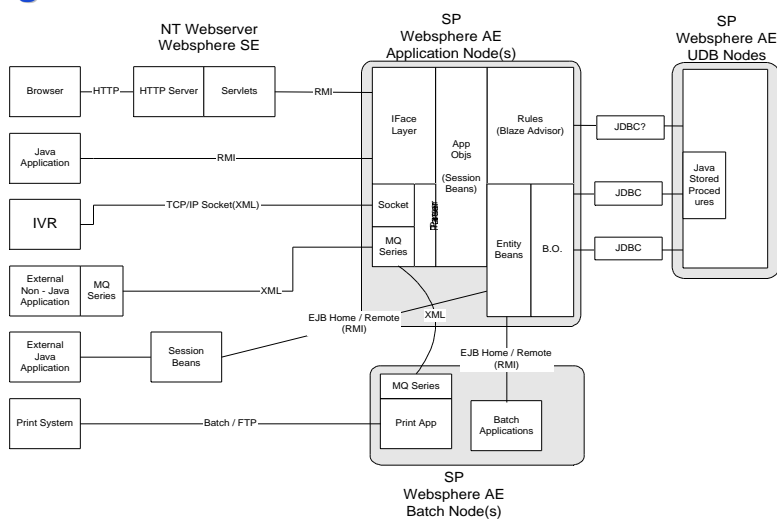 NT Webserver
Websphere SE
SP
Websphere AE
Application Node(s)
SP
Websphere AE
UDB Nodes
Browser
HTTP
HTTP Server
Servlets
RMI
IFace
Layer
App
Objs
(Session
Beans)
Rules
(Blaze Advisor)
JDBC?
Java
Application
RMI
Java
Stored
Proced
ures
IVR
TCP/IP Socket(XML)
Socket
JDBC
MQ
Series
Entity
Beans
B.O.
JDBC
External
Non - Java
Application
MQ
Series
XML
EJB Home / Remote
(RMI)
XML
External
Java
Application
Session
Beans
EJB Home / Remote
(RMI)
MQ Series
Print System
Batch / FTP
Print App
Batch
Applications
SP
Websphere AE
Batch Node(s)